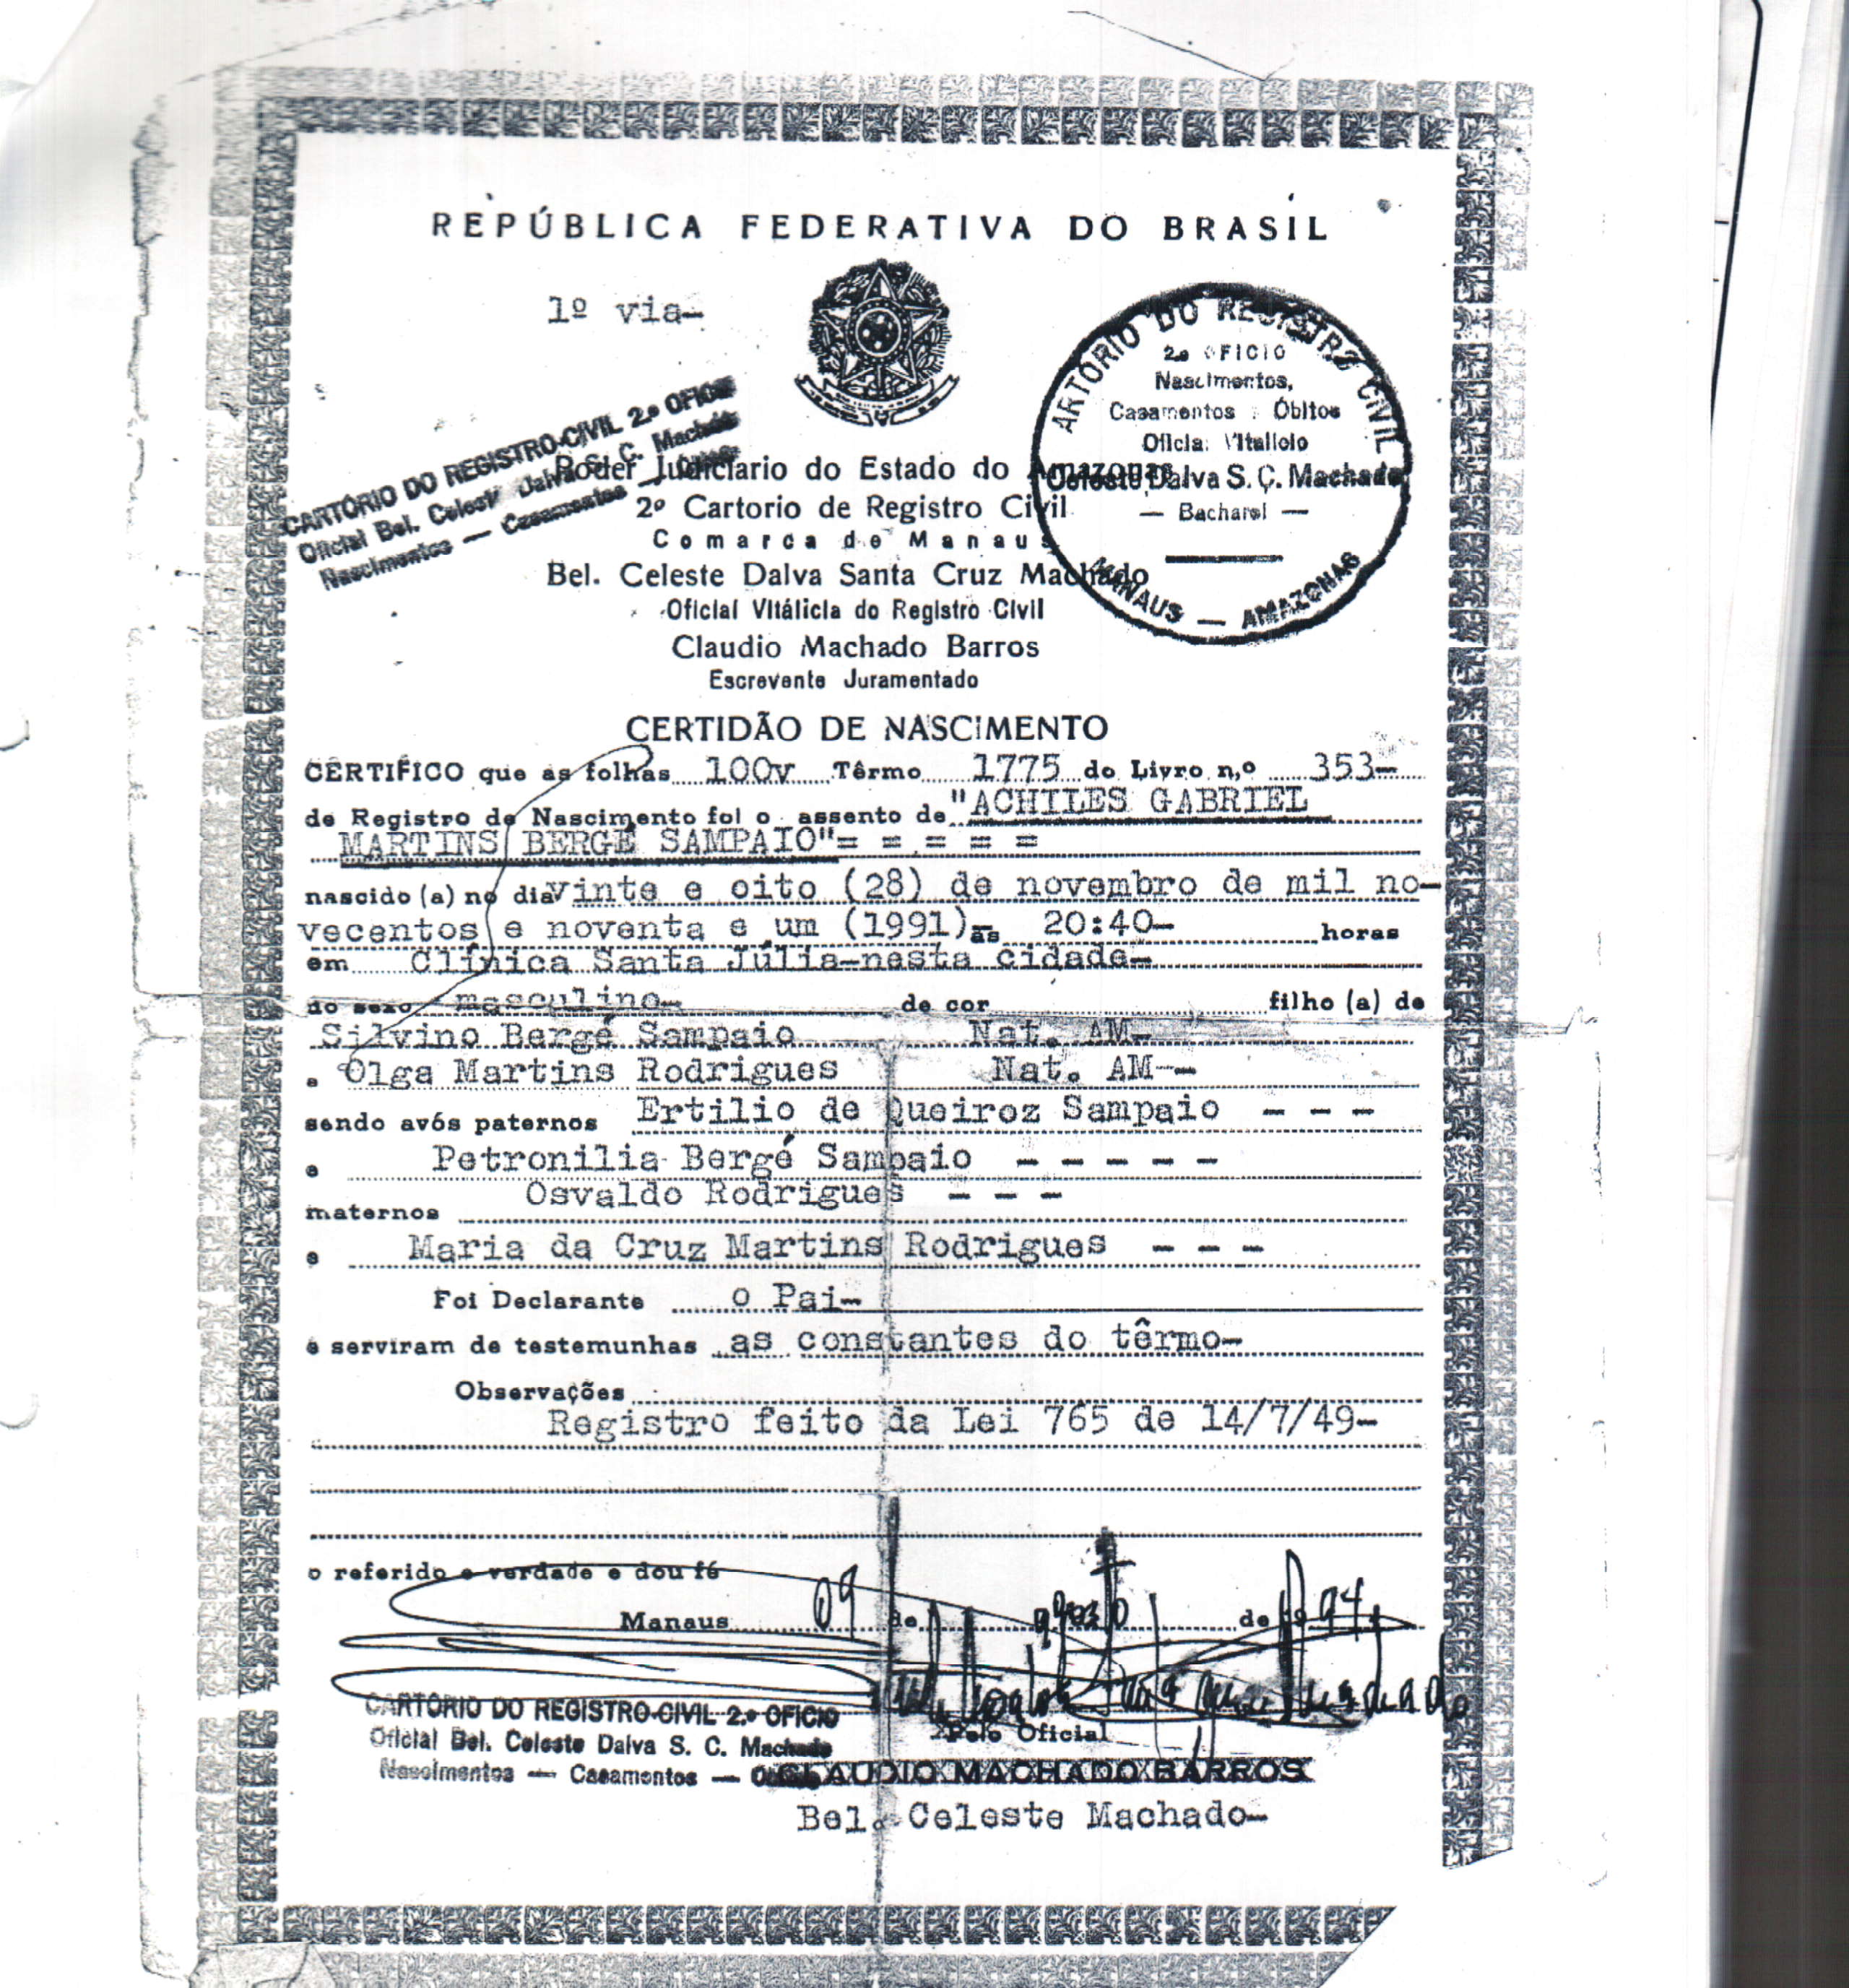 REPÚBLICA FEDERATIVA DO BRASIL
1º via-
CARTÓRIO DO REGISTRO CIVIL 2.º OFICIO
Oficial Bel. Celeste Dalva S. C. Machado
Nascimentos — Casamentos —
ARTORIO DO REGISTRO CIVIL
2.º OFICIO
Nascimentos,
Casamentos Óbitos
Oficial Vitalicio
Celeste Dalva S. C. Machado
— Bacharel —
MANAUS — AMAZONAS
Poder Judiciario do Estado do Amazonas
2º Cartorio de Registro Civil
Comarca de Manaus
Bel. Celeste Dalva Santa Cruz Machado
Oficial Vitálicia do Registro Civil
Claudio Machado Barros
Escrevente Juramentado
CERTIDÃO DE NASCIMENTO
CERTIFICO que as folhas 100v Têrmo 1775 do Livro n.º 353-
de Registro de Nascimento foi o assento de "ACHILES GABRIEL
MARTINS BERGÉ SAMPAIO"= = = = =
nascido (a) no dia vinte e oito (28) de novembro de mil no-
vecentos e noventa e um (1991)- as 20:40- horas
em Clínica Santa Júlia-nesta cidade-
do sexo masculino- de cor filho (a) de
Silvino Bergé Sampaio Nat. AM-
e Olga Martins Rodrigues Nat. AM--
sendo avós paternos Ertilio de Queiroz Sampaio - - -
e Petronilia Bergé Sampaio - - - - -
maternos Osvaldo Rodrigues - - -
e Maria da Cruz Martins Rodrigues - - -
Foi Declarante o Pai-
e serviram de testemunhas as constantes do têrmo-
Observações
Registro feito da Lei 765 de 14/7/49-
o referido e verdade e dou fé
Manaus 09 de agosto de 19 94
CARTÓRIO DO REGISTRO CIVIL 2.º OFICIO
Oficial Bel. Celeste Dalva S. C. Machado
Nascimentos — Casamentos —
Pelo Oficial
CLAUDIO MACHADO BARROS
Bel. Celeste Machado-